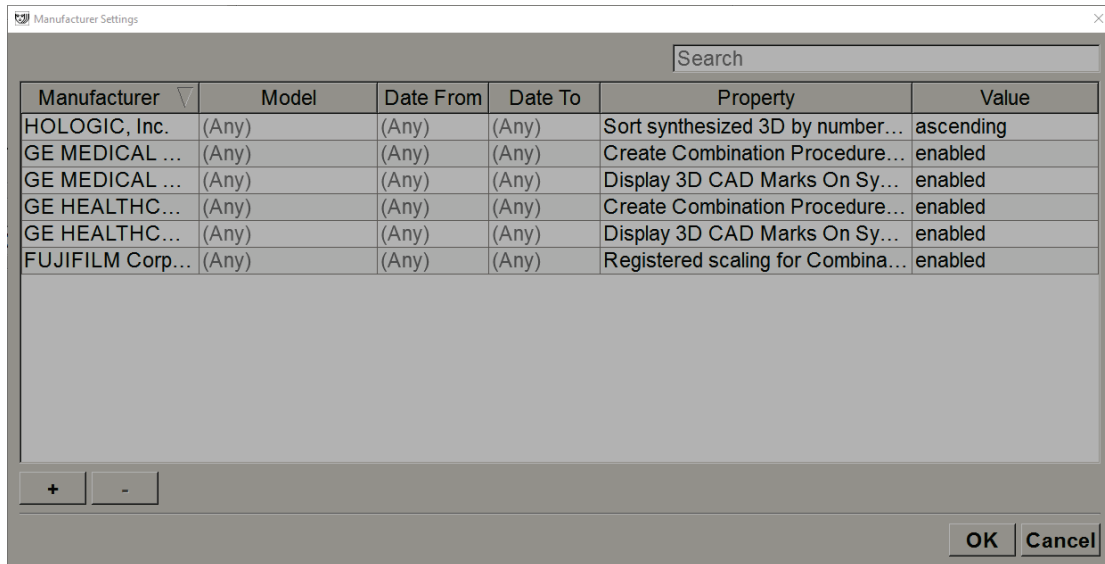 Manufacturer Settings
Search
Manufacturer Model Date From Date To Property Value
HOLOGIC, Inc. (Any) (Any) (Any) Sort synthesized 3D by number... ascending
GE MEDICAL ... (Any) (Any) (Any) Create Combination Procedure... enabled
GE MEDICAL ... (Any) (Any) (Any) Display 3D CAD Marks On Sy... enabled
GE HEALTHC... (Any) (Any) (Any) Create Combination Procedure... enabled
GE HEALTHC... (Any) (Any) (Any) Display 3D CAD Marks On Sy... enabled
FUJIFILM Corp... (Any) (Any) (Any) Registered scaling for Combina... enabled
+ -
OK Cancel